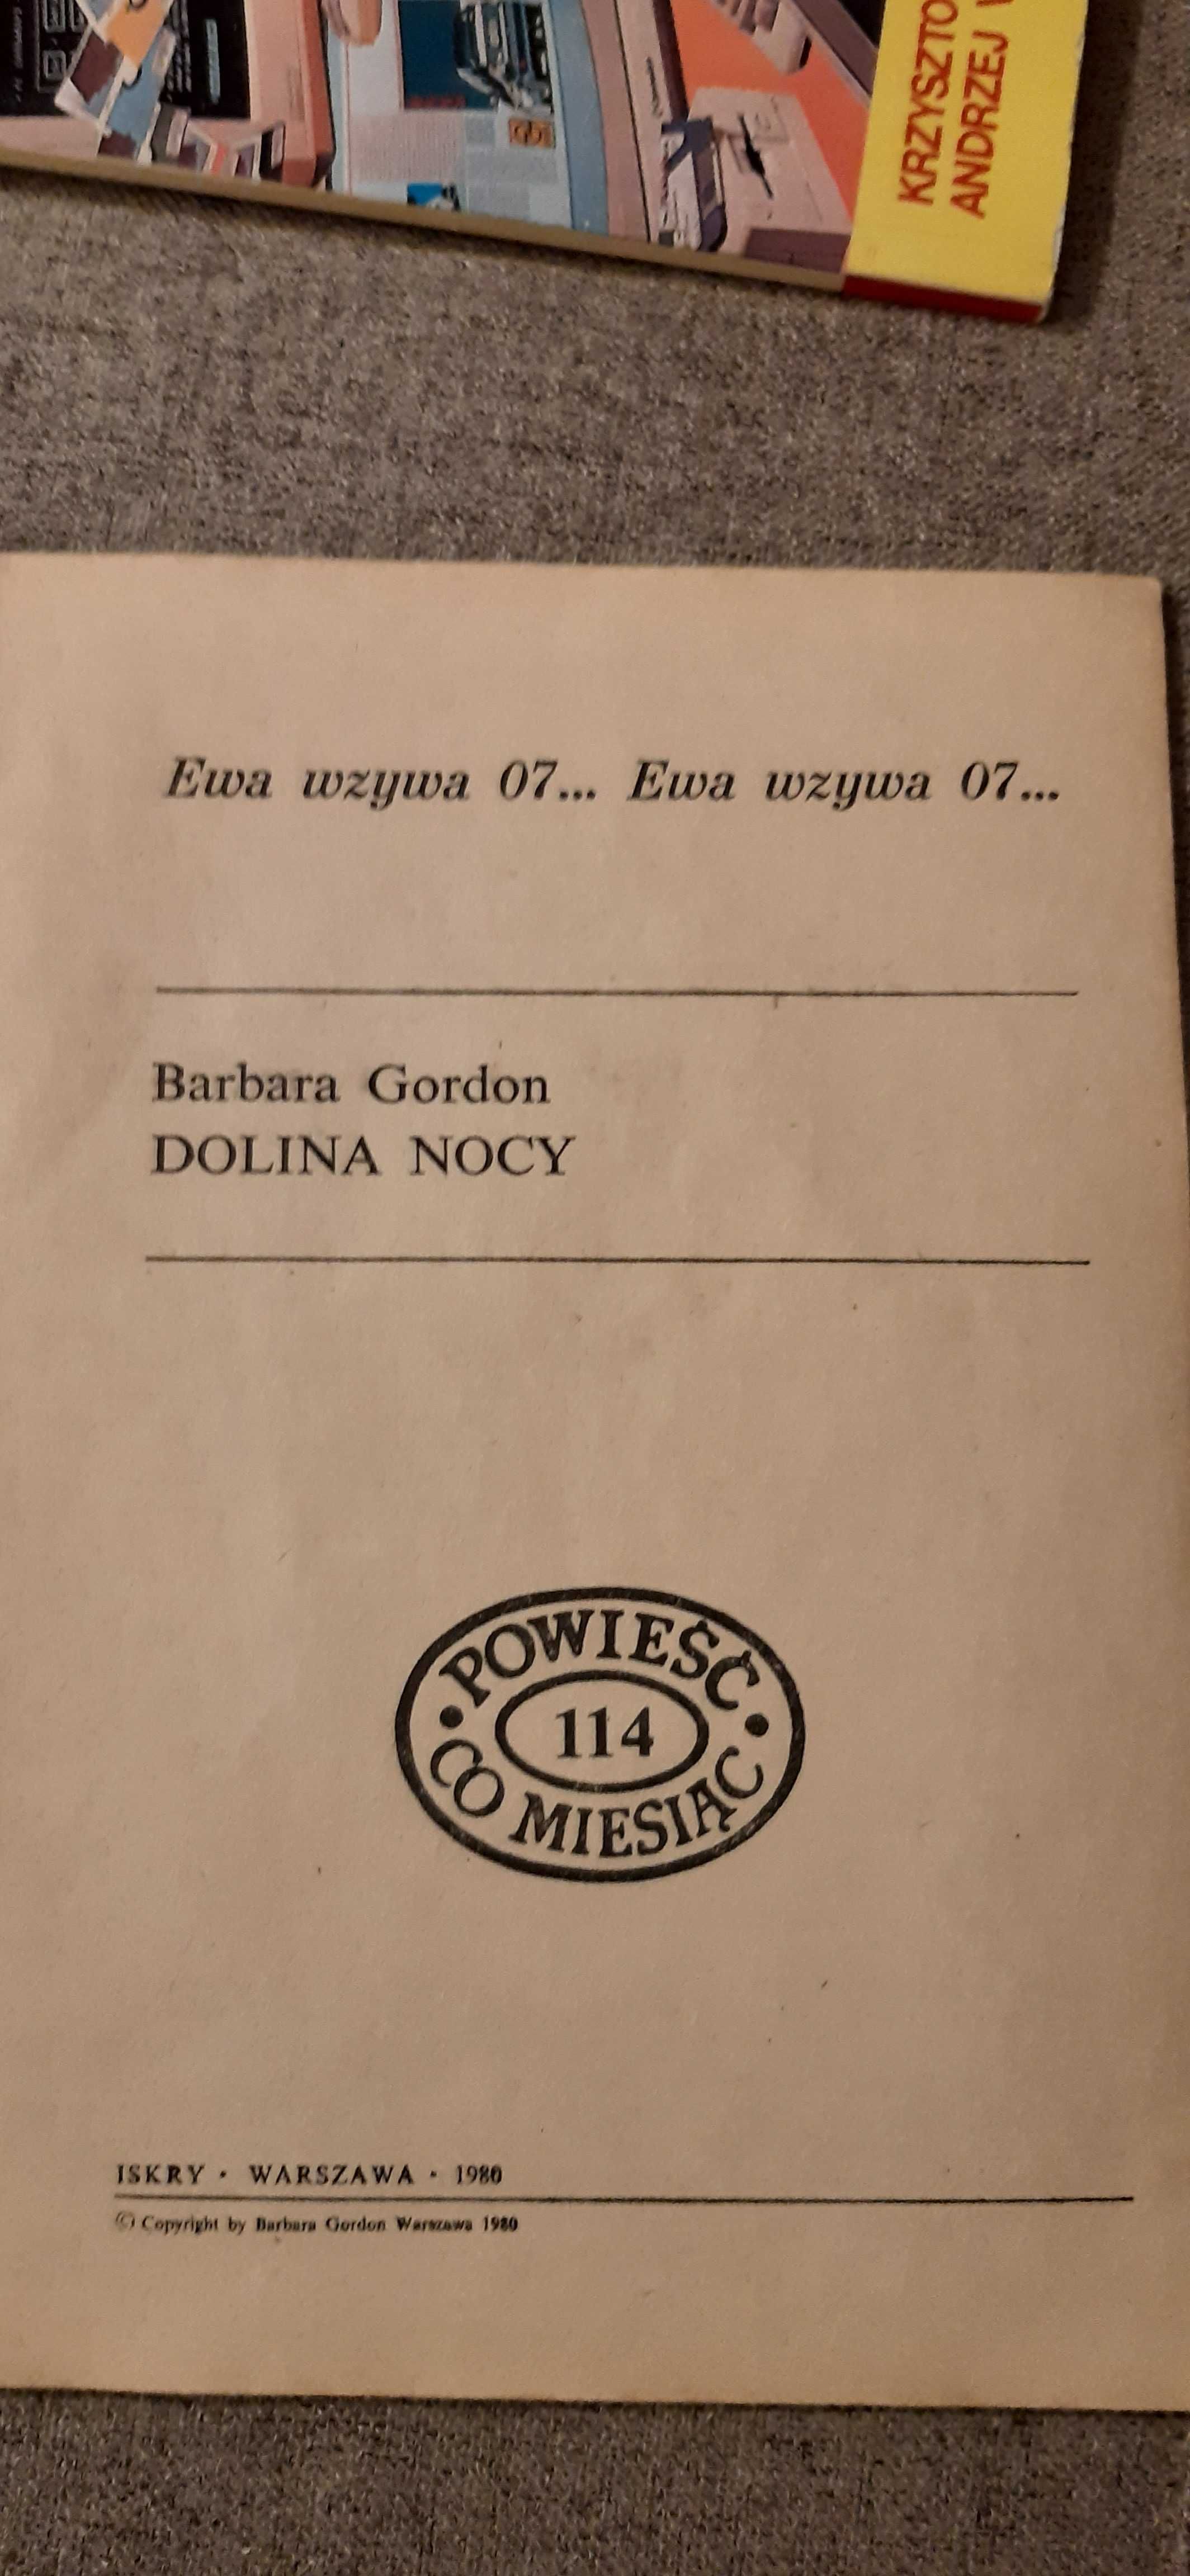 KRZYSZTO
ANDRZEJ
Ewa wzywa 07... Ewa wzywa 07...
Barbara Gordon
DOLINA NOCY
POWIEŚĆ
114
CO MIESIĄC
ISKRY • WARSZAWA • 1980
© Copyright by Barbara Gordon Warszawa 1980